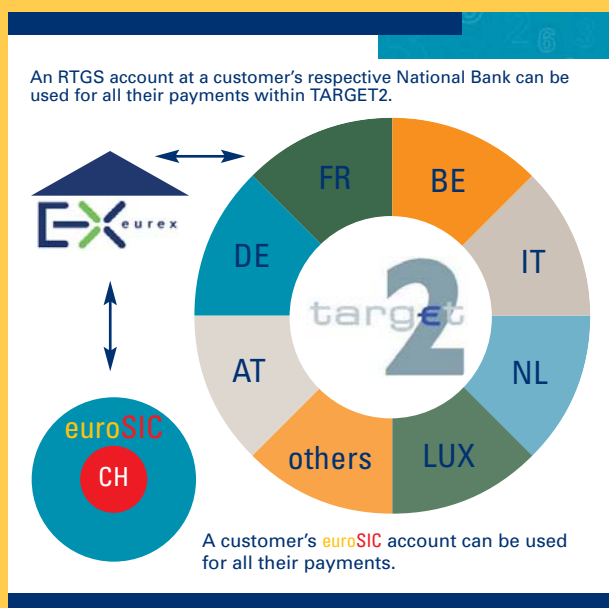 An RTGS account at a customer's respective National Bank can be
used for all their payments within TARGET2.
FR
BE
EX eurex
DE
IT
target 2
AT
NL
euroSIC
others
LUX
CH
A customer's euroSIC account can be used
for all their payments.